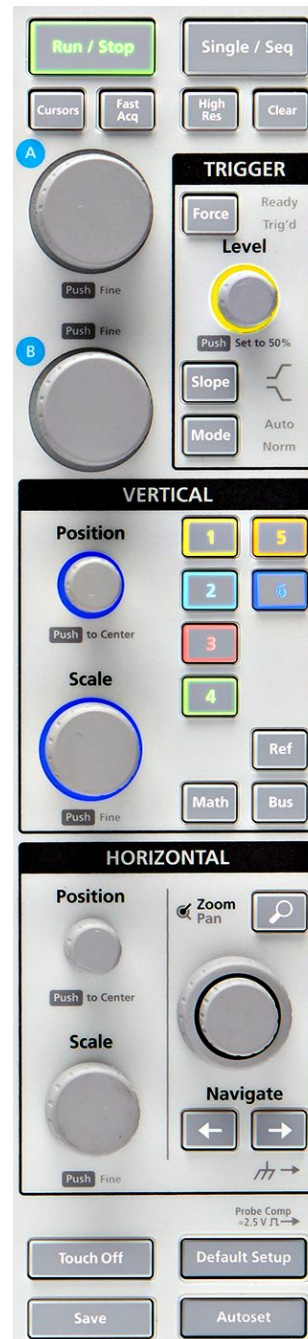 Run / Stop
Single / Seq
Cursors
Fast
Acq
High
Res
Clear
A
Push Fine
Push Fine
B
TRIGGER
Force
Ready
Trig'd
Level
Push Set to 50%
Slope
Mode
Auto
Norm
VERTICAL
Position
Push to Center
Scale
Push Fine
1
5
2
6
3
4
Ref
Math
Bus
HORIZONTAL
Position
Push to Center
Scale
Push Fine
Zoom
Pan
Navigate
Probe Comp
≈2.5 V
Touch Off
Default Setup
Save
Autoset